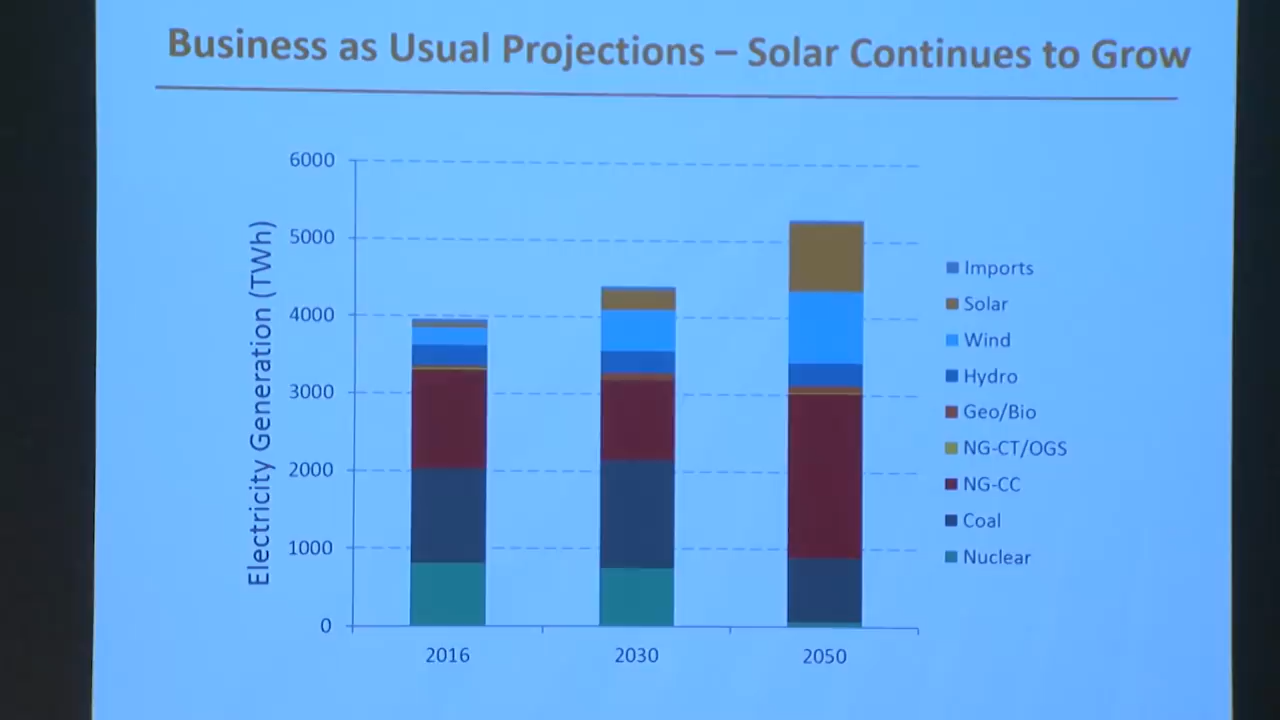 Business as Usual Projections – Solar Continues to Grow
Electricity Generation (TWh)
6000
5000
4000
3000
2000
1000
0
2016
2030
2050
Imports
Solar
Wind
Hydro
Geo/Bio
NG-CT/OGS
NG-CC
Coal
Nuclear